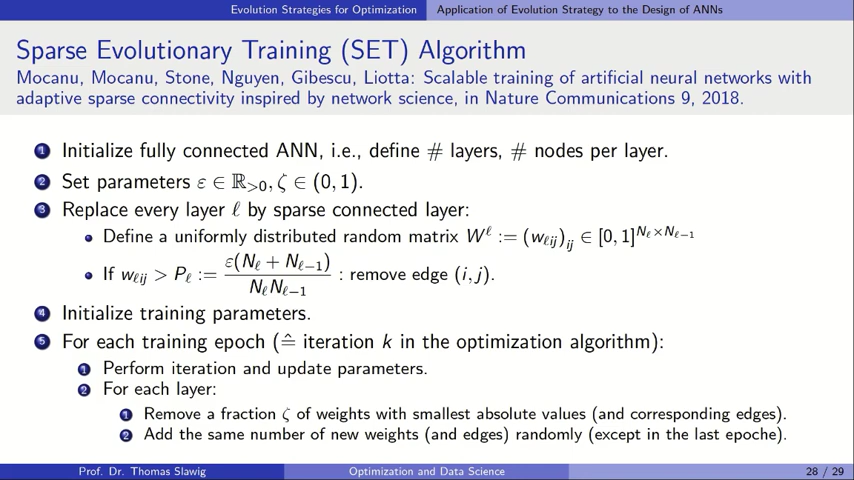 Evolution Strategies for Optimization Application of Evolution Strategy to the Design of ANNs
Sparse Evolutionary Training (SET) Algorithm
Mocanu, Mocanu, Stone, Nguyen, Gibescu, Liotta: Scalable training of artificial neural networks with
adaptive sparse connectivity inspired by network science, in Nature Communications 9, 2018.
1 Initialize fully connected ANN, i.e., define # layers, # nodes per layer.
2 Set parameters ε ∈ ℝ>0, ζ ∈ (0, 1).
3 Replace every layer ℓ by sparse connected layer:
• Define a uniformly distributed random matrix W^ℓ := (w_ℓij)_ij ∈ [0, 1]^{N_ℓ×N_ℓ−1}
• If w_ℓij > P_ℓ := ε(N_ℓ + N_ℓ−1) / N_ℓN_ℓ−1 : remove edge (i, j).
4 Initialize training parameters.
5 For each training epoch (≙ iteration k in the optimization algorithm):
1 Perform iteration and update parameters.
2 For each layer:
1 Remove a fraction ζ of weights with smallest absolute values (and corresponding edges).
2 Add the same number of new weights (and edges) randomly (except in the last epoche).
Prof. Dr. Thomas Slawig Optimization and Data Science 28 / 29